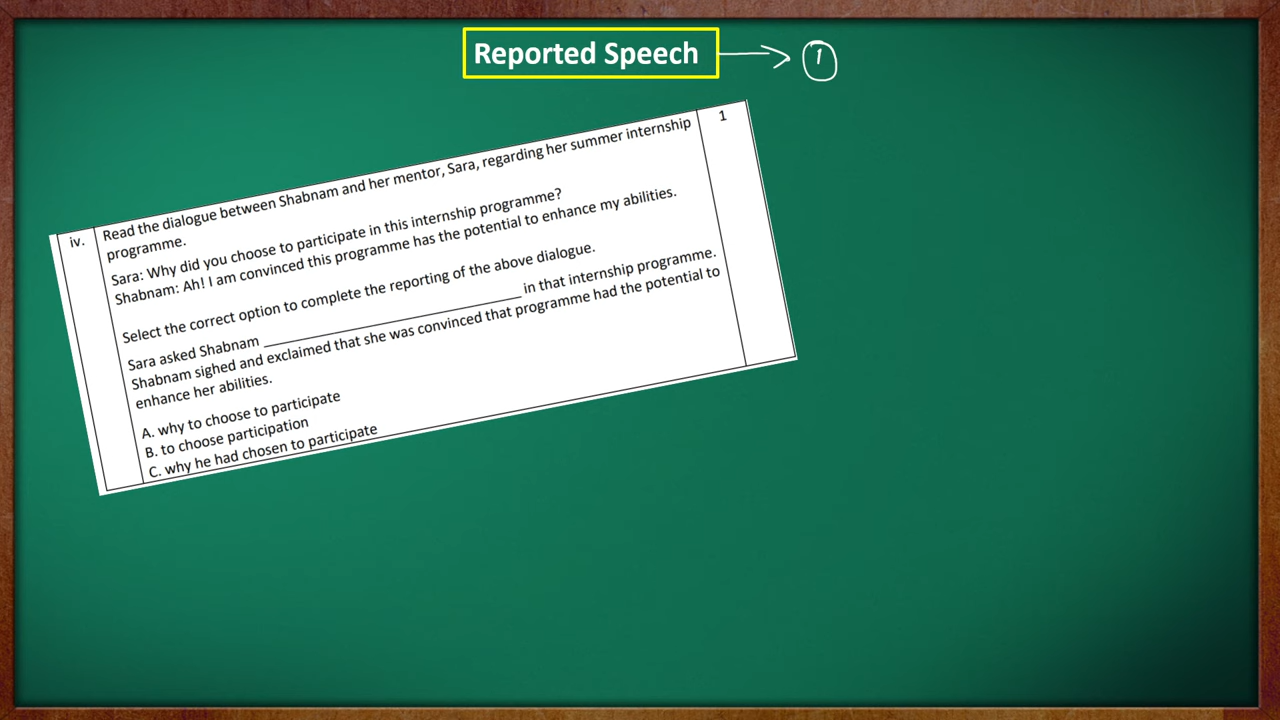 Reported Speech
1
iv.
Read the dialogue between Shabnam and her mentor, Sara, regarding her summer internship
programme.
1
Sara: Why did you choose to participate in this internship programme?
Shabnam: Ah! I am convinced this programme has the potential to enhance my abilities.
Select the correct option to complete the reporting of the above dialogue.
Sara asked Shabnam ______________________________ in that internship programme.
Shabnam sighed and exclaimed that she was convinced that programme had the potential to
enhance her abilities.
A. why to choose to participate
B. to choose participation
C. why he had chosen to participate